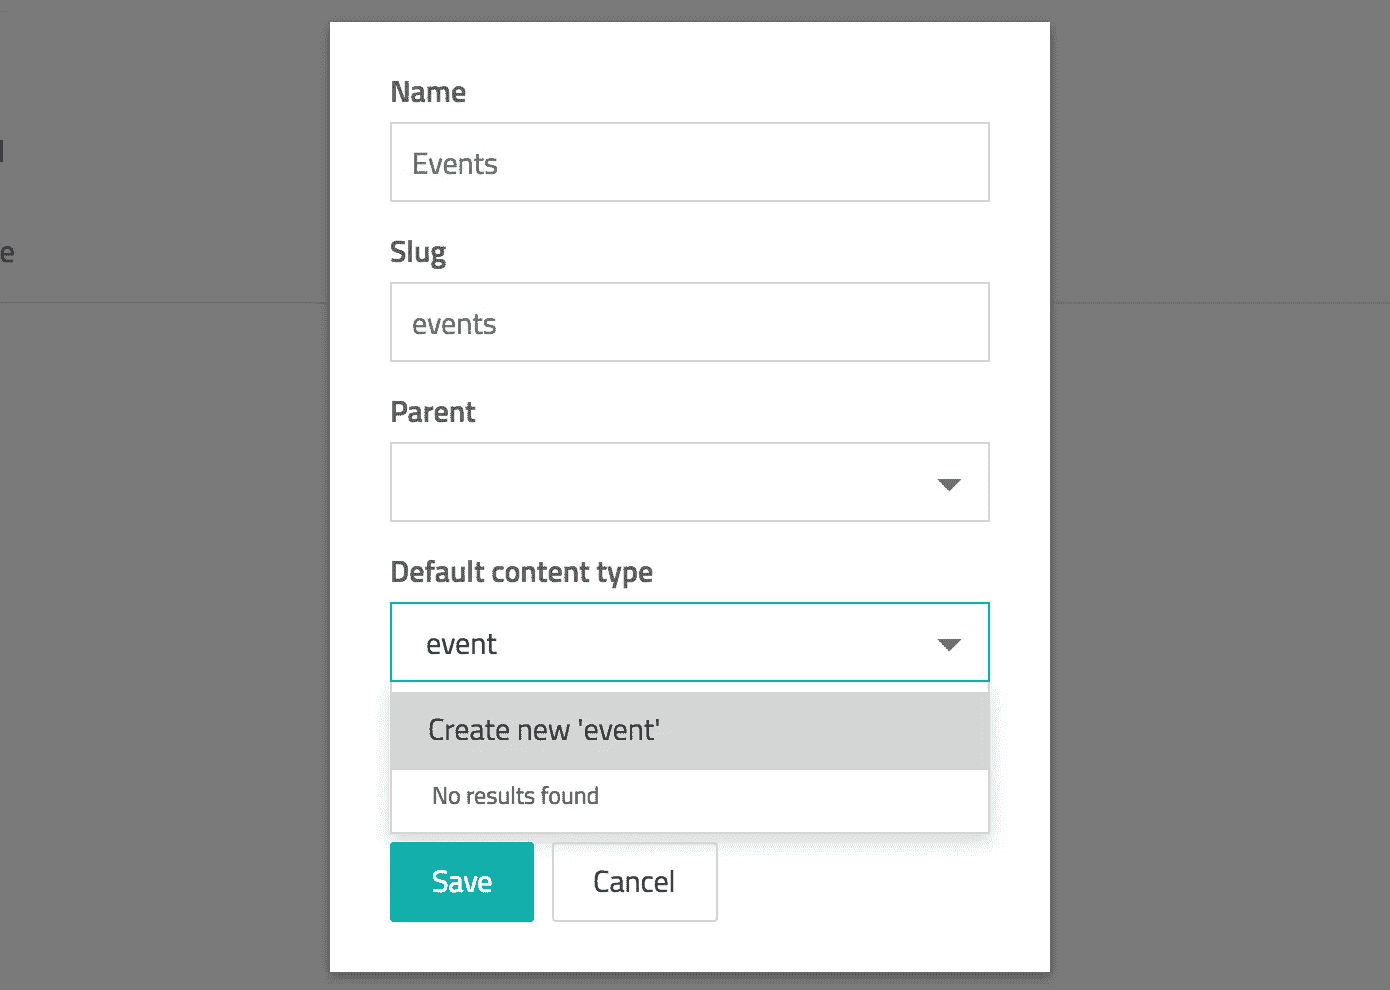 Name
Events
Slug
events
e
Parent
Default content type
event
Create new 'event'
No results found
Save
Cancel